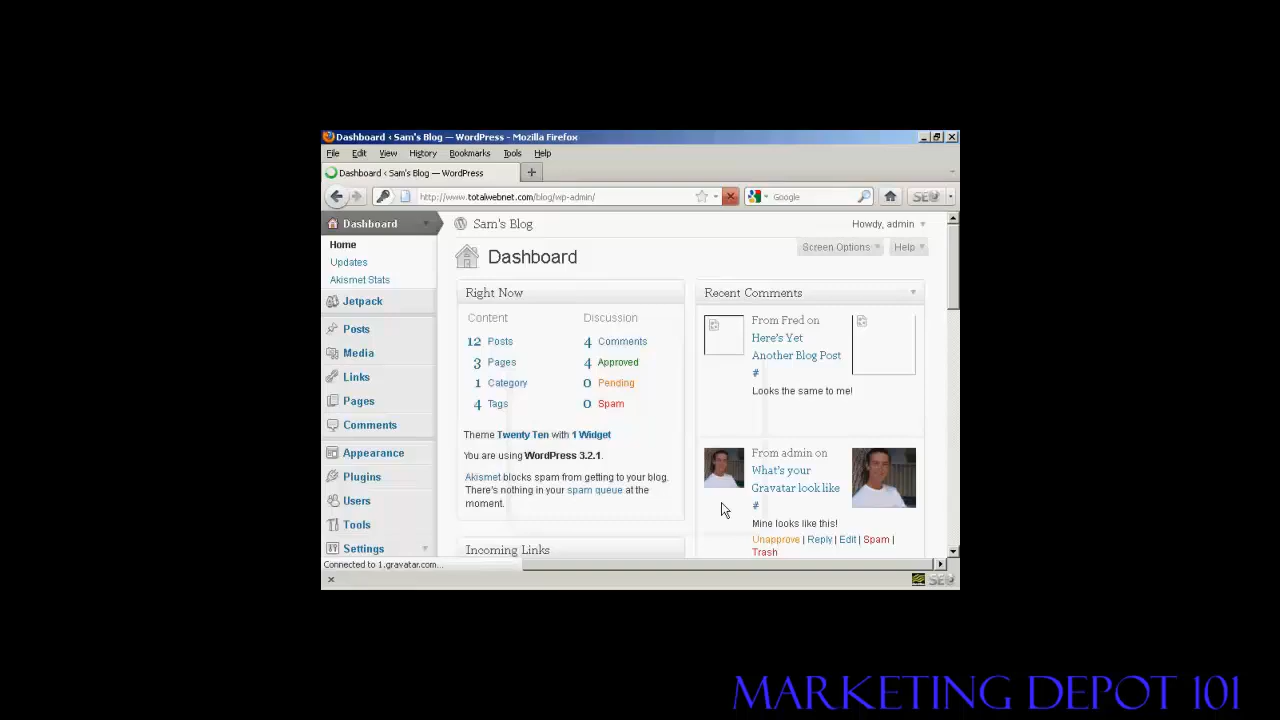 Dashboard ‹ Sam's Blog — WordPress - Mozilla Firefox
File Edit View History Bookmarks Tools Help
Dashboard ‹ Sam's Blog — WordPress
http://www.totalwebnet.com/blog/wp-admin/
Google
SEO
Dashboard
Sam's Blog
Howdy, admin
Home
Updates
Akismet Stats
Jetpack
Posts
Media
Links
Pages
Comments
Appearance
Plugins
Users
Tools
Settings
Screen Options
Help
Dashboard
Right Now
Content
Discussion
12 Posts
4 Comments
3 Pages
4 Approved
1 Category
0 Pending
4 Tags
0 Spam
Theme Twenty Ten with 1 Widget
You are using WordPress 3.2.1.
Akismet blocks spam from getting to your blog.
There's nothing in your spam queue at the
moment.
Incoming Links
Recent Comments
From Fred on
Here's Yet
Another Blog Post
#
Looks the same to me!
From admin on
What's your
Gravatar look like
#
Mine looks like this!
Unapprove | Reply | Edit | Spam |
Trash
Connected to 1.gravatar.com...
SEO
MARKETING DEPOT 101